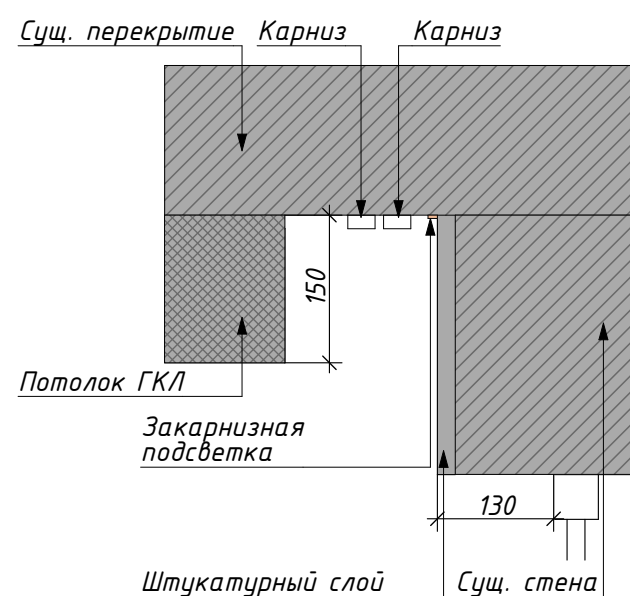 Сущ. перекрытие
Карниз
Карниз
150
Потолок ГКЛ
Закарнизная
подсветка
130
Штукатурный слой
Сущ. стена